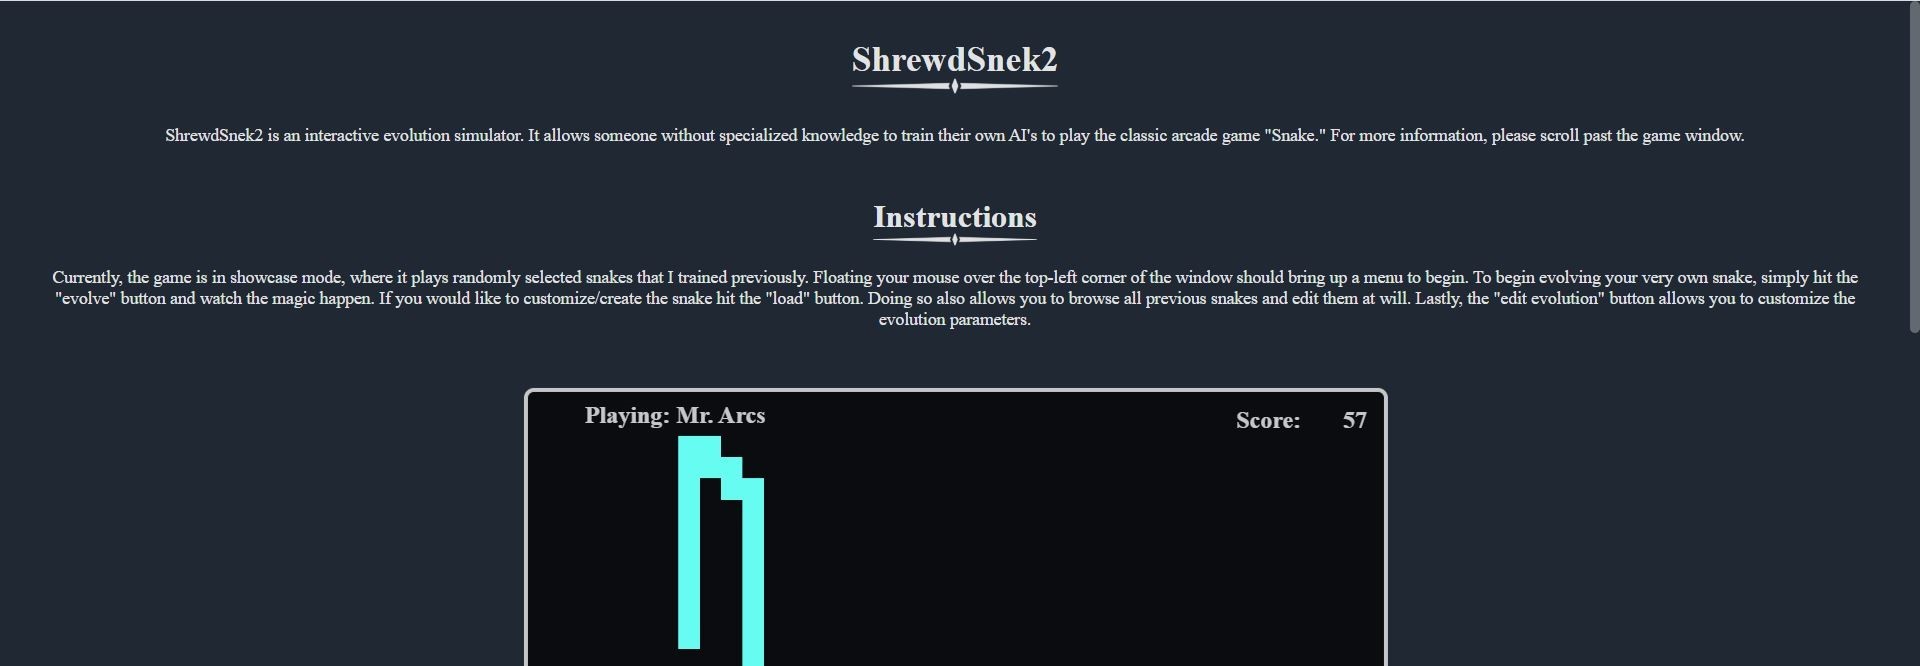 ShrewdSnek2
ShrewdSnek2 is an interactive evolution simulator. It allows someone without specialized knowledge to train their own AI's to play the classic arcade game "Snake." For more information, please scroll past the game window.
Instructions
Currently, the game is in showcase mode, where it plays randomly selected snakes that I trained previously. Floating your mouse over the top-left corner of the window should bring up a menu to begin. To begin evolving your very own snake, simply hit the
"evolve" button and watch the magic happen. If you would like to customize/create the snake hit the "load" button. Doing so also allows you to browse all previous snakes and edit them at will. Lastly, the "edit evolution" button allows you to customize the
evolution parameters.
Playing: Mr. Arcs
Score: 57